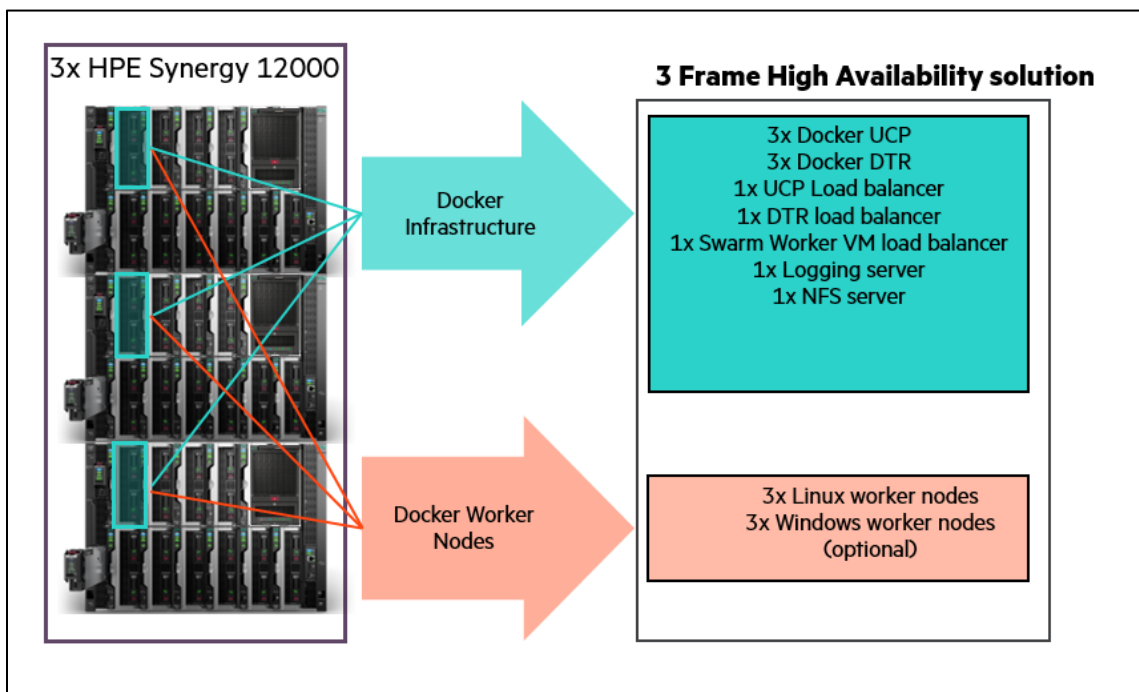 3x HPE Synergy 12000
3 Frame High Availability solution
Docker
Infrastructure
3x Docker UCP
3x Docker DTR
1x UCP Load balancer
1x DTR load balancer
1x Swarm Worker VM load balancer
1x Logging server
1x NFS server
Docker Worker
Nodes
3x Linux worker nodes
3x Windows worker nodes
(optional)